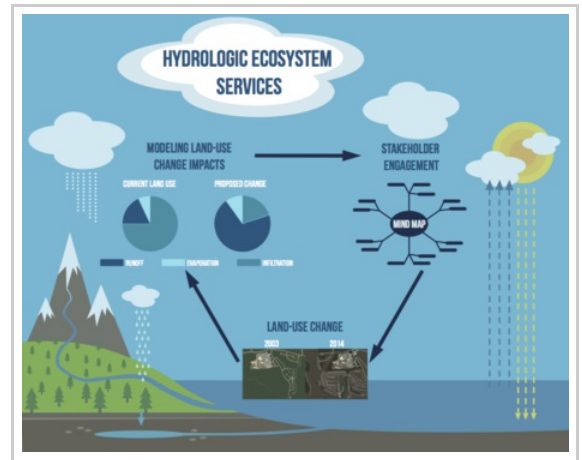 HYDROLOGIC ECOSYSTEM
SERVICES
MODELING LAND-USE
CHANGE IMPACTS
STAKEHOLDER
ENGAGEMENT
CURRENT LAND USE
PROPOSED CHANGE
MIND MAP
RUNOFF
EVAPORATION
INFILTRATION
LAND-USE CHANGE
2003
2014